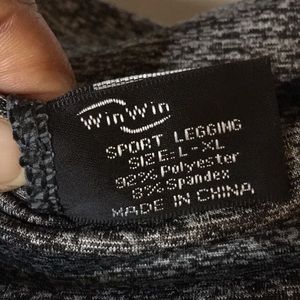 WinWin
SPORT LEGGING
SIZE:L-XL
92% Polyester
8% Spandex
MADE IN CHINA